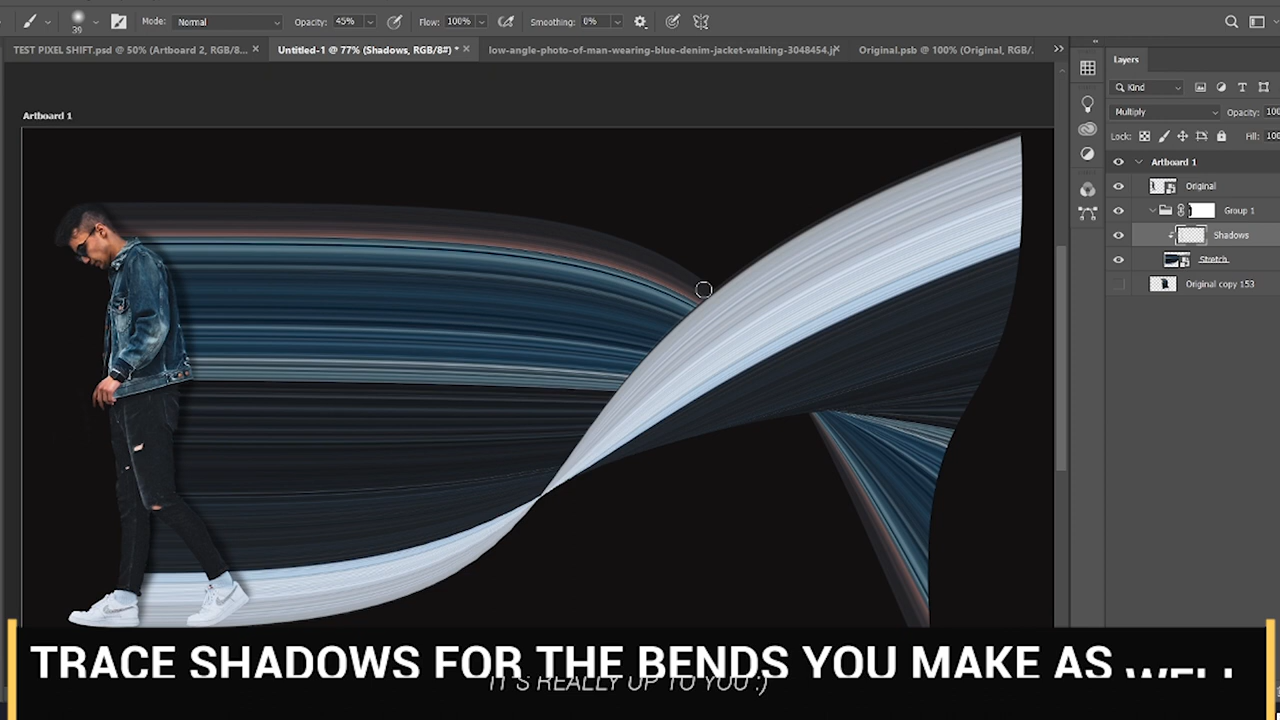 Mode: Normal Opacity: 45% Flow: 100% Smoothing: 0%
39
TEST PIXEL SHIFT.psd @ 50% (Artboard 2, RGB/8... × Untitled-1 @ 77% (Shadows, RGB/8#) * × low-angle-photo-of-man-wearing-blue-denim-jacket-walking-3048454.j Original.psb @ 100% (Original, RGB/. >>
Layers
Kind
Artboard 1
Multiply Opacity: 100
Lock: Fill: 100
Artboard 1
Original
Group 1
Shadows
Stretch
Original copy 153
TRACE SHADOWS FOR THE BENDS YOU MAKE AS WELL
IT'S REALLY UP TO YOU :)